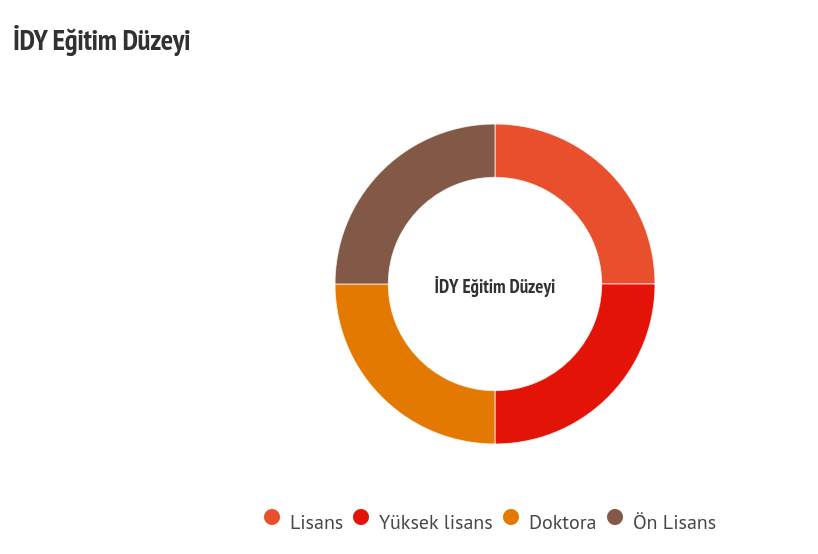 İDY Eğitim Düzeyi
İDY Eğitim Düzeyi
Lisans Yüksek lisans Doktora Ön Lisans